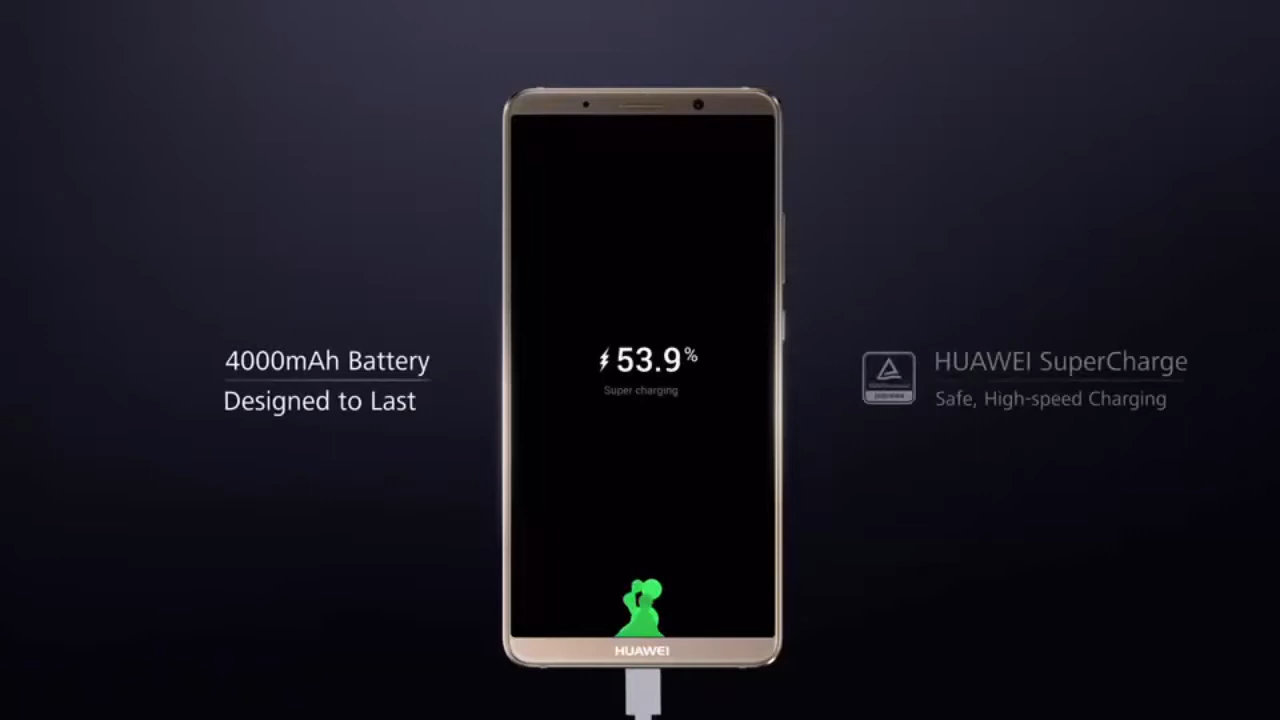 4000mAh Battery
Designed to Last
53.9%
Super charging
HUAWEI SuperCharge
Safe, High-speed Charging
HUAWEI